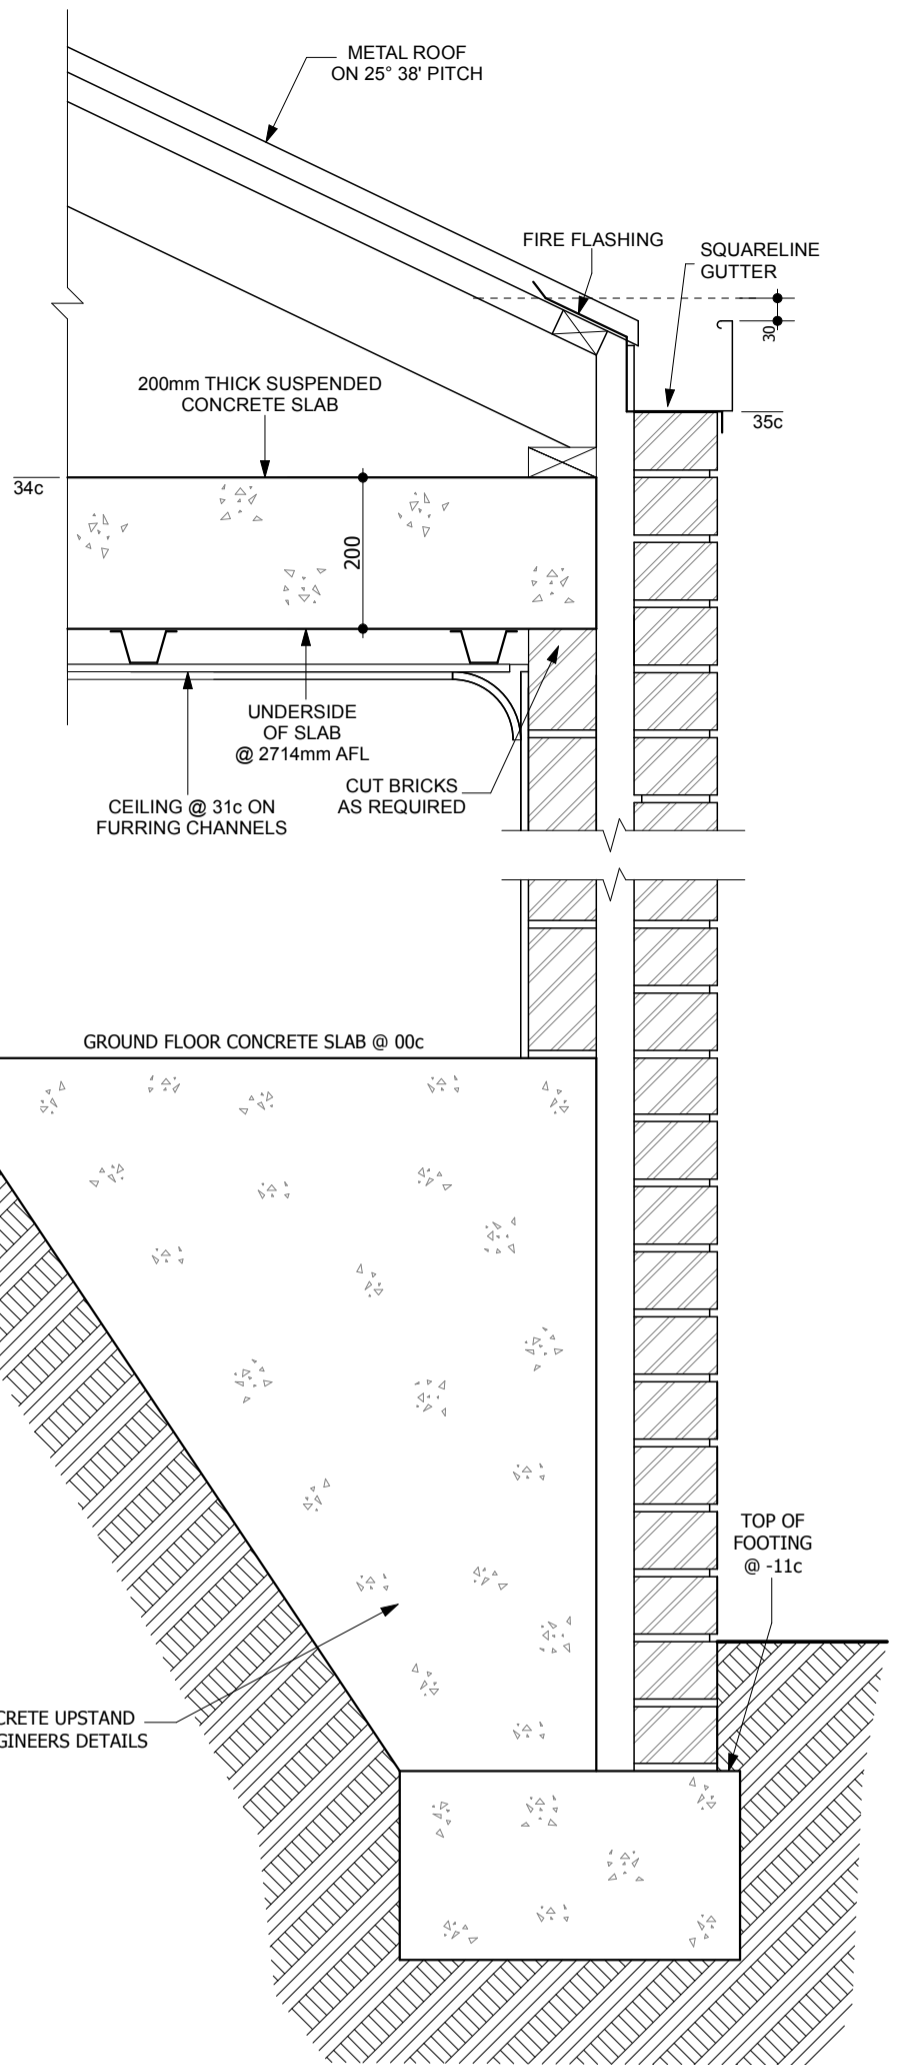 METAL ROOF
ON 25° 38' PITCH
FIRE FLASHING
SQUARELINE
GUTTER
30
200mm THICK SUSPENDED
CONCRETE SLAB
35c
34c
200
UNDERSIDE
OF SLAB
@ 2714mm AFL
CUT BRICKS
AS REQUIRED
CEILING @ 31c ON
FURRING CHANNELS
GROUND FLOOR CONCRETE SLAB @ 00c
TOP OF
FOOTING
@ -11c
CRETE UPSTAND
GINEERS DETAILS